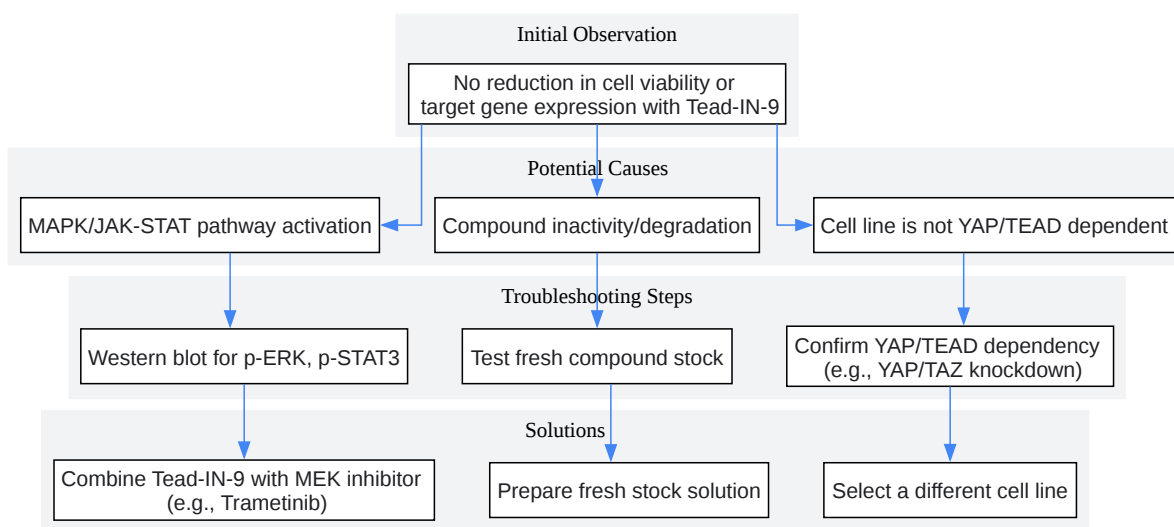 Initial Observation
No reduction in cell viability or
target gene expression with Tead-IN-9
Potential Causes
MAPK/JAK-STAT pathway activation
Compound inactivity/degradation
Cell line is not YAP/TEAD dependent
Troubleshooting Steps
Western blot for p-ERK, p-STAT3
Test fresh compound stock
Confirm YAP/TEAD dependency
(e.g., YAP/TAZ knockdown)
Solutions
Combine Tead-IN-9 with MEK inhibitor
(e.g., Trametinib)
Prepare fresh stock solution
Select a different cell line